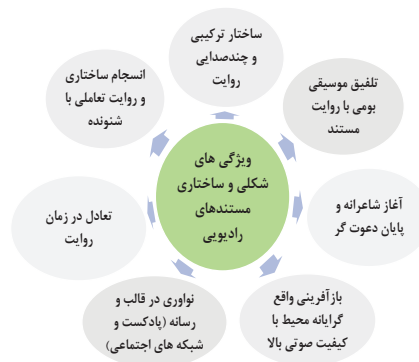 ساختار ترکیبی
و چندصدایی
روایت
تلفیق موسیقی
بومی با روایت
مستند
آغاز شاعرانه و
پایان دعوت گر
بازآفرینی واقع
گرایانه محیط با
کیفیت صوتی بالا
نوآوری در قالب و
رسانه (پادکست و
شبکه های اجتماعی)
تعادل در زمان
روایت
انسجام ساختاری
و روایت تعاملی با
شنونده
ویژگی های
شکلی و ساختاری
مستندهای
رادیویی